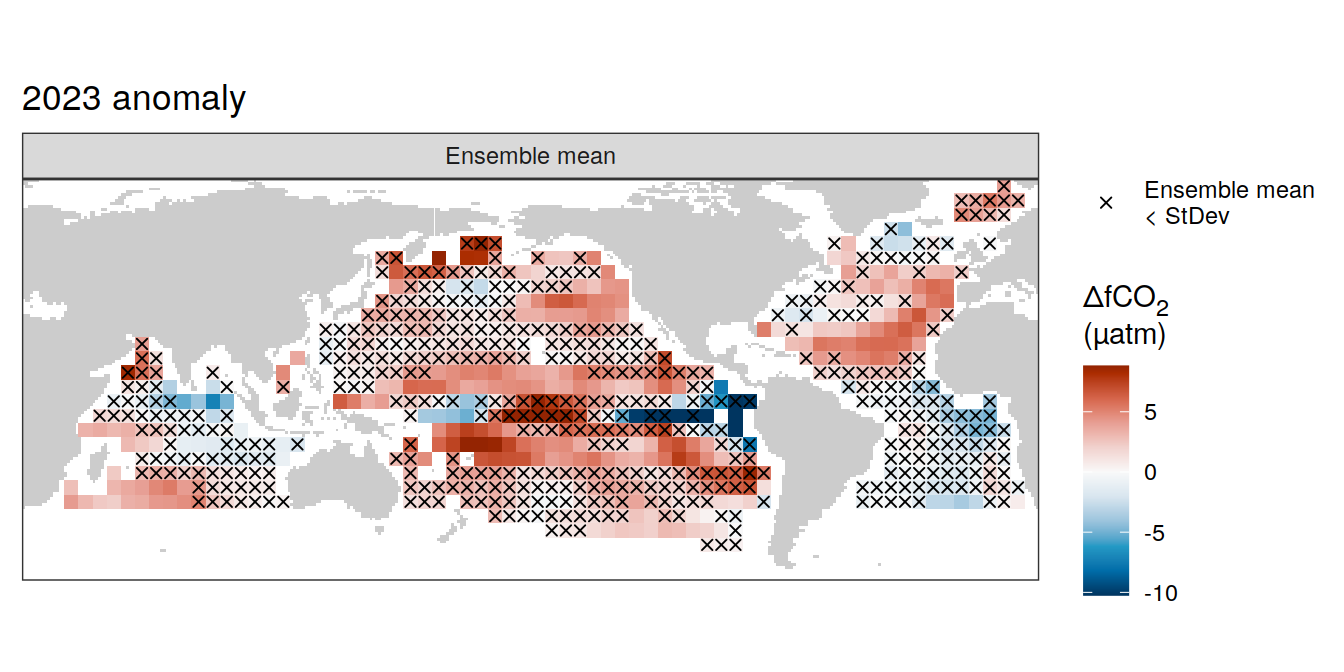 2023 anomaly
Ensemble mean
× Ensemble mean
< StDev
ΔfCO₂
(µatm)
5
0
-5
-10